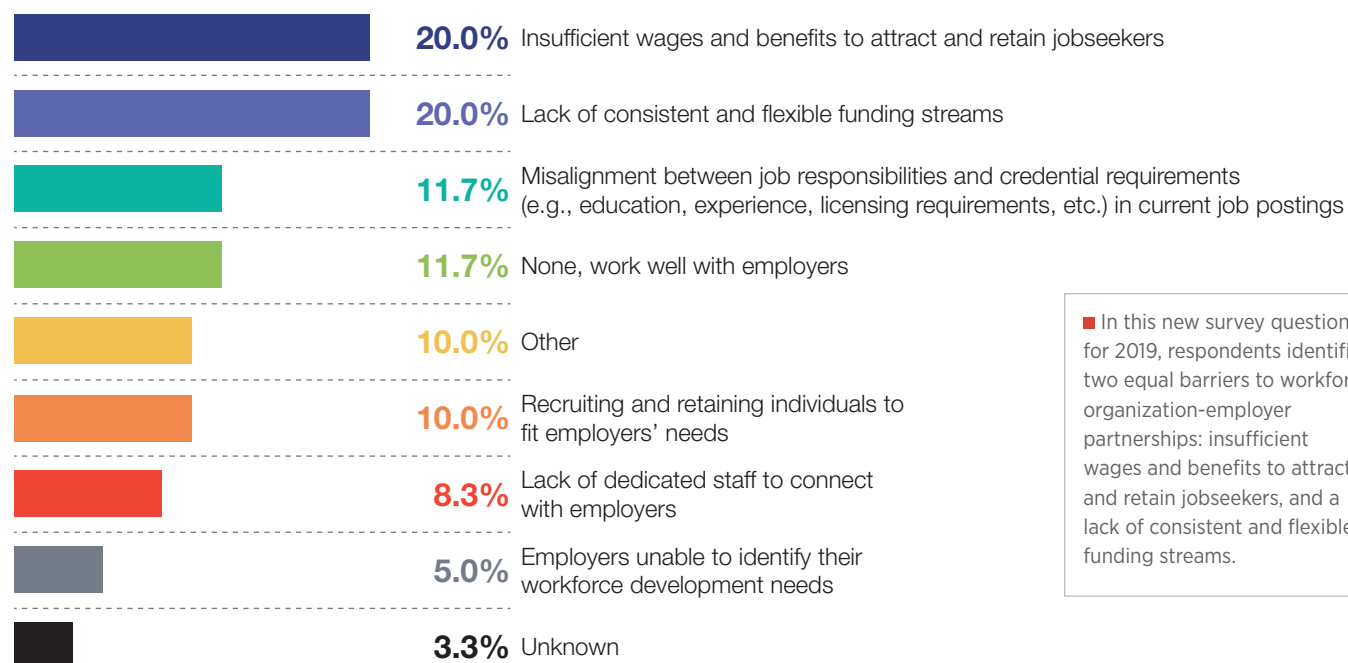 20.0% Insufficient wages and benefits to attract and retain jobseekers
20.0% Lack of consistent and flexible funding streams
11.7% Misalignment between job responsibilities and credential requirements
(e.g., education, experience, licensing requirements, etc.) in current job postings
11.7% None, work well with employers
10.0% Other
10.0% Recruiting and retaining individuals to
fit employers’ needs
8.3% Lack of dedicated staff to connect
with employers
5.0% Employers unable to identify their
workforce development needs
3.3% Unknown
In this new survey question
for 2019, respondents
two equal barriers to
organization-employer
partnerships: insufficient
wages and benefits to attract
and retain jobseekers, and a
lack of consistent and flexible
funding streams.